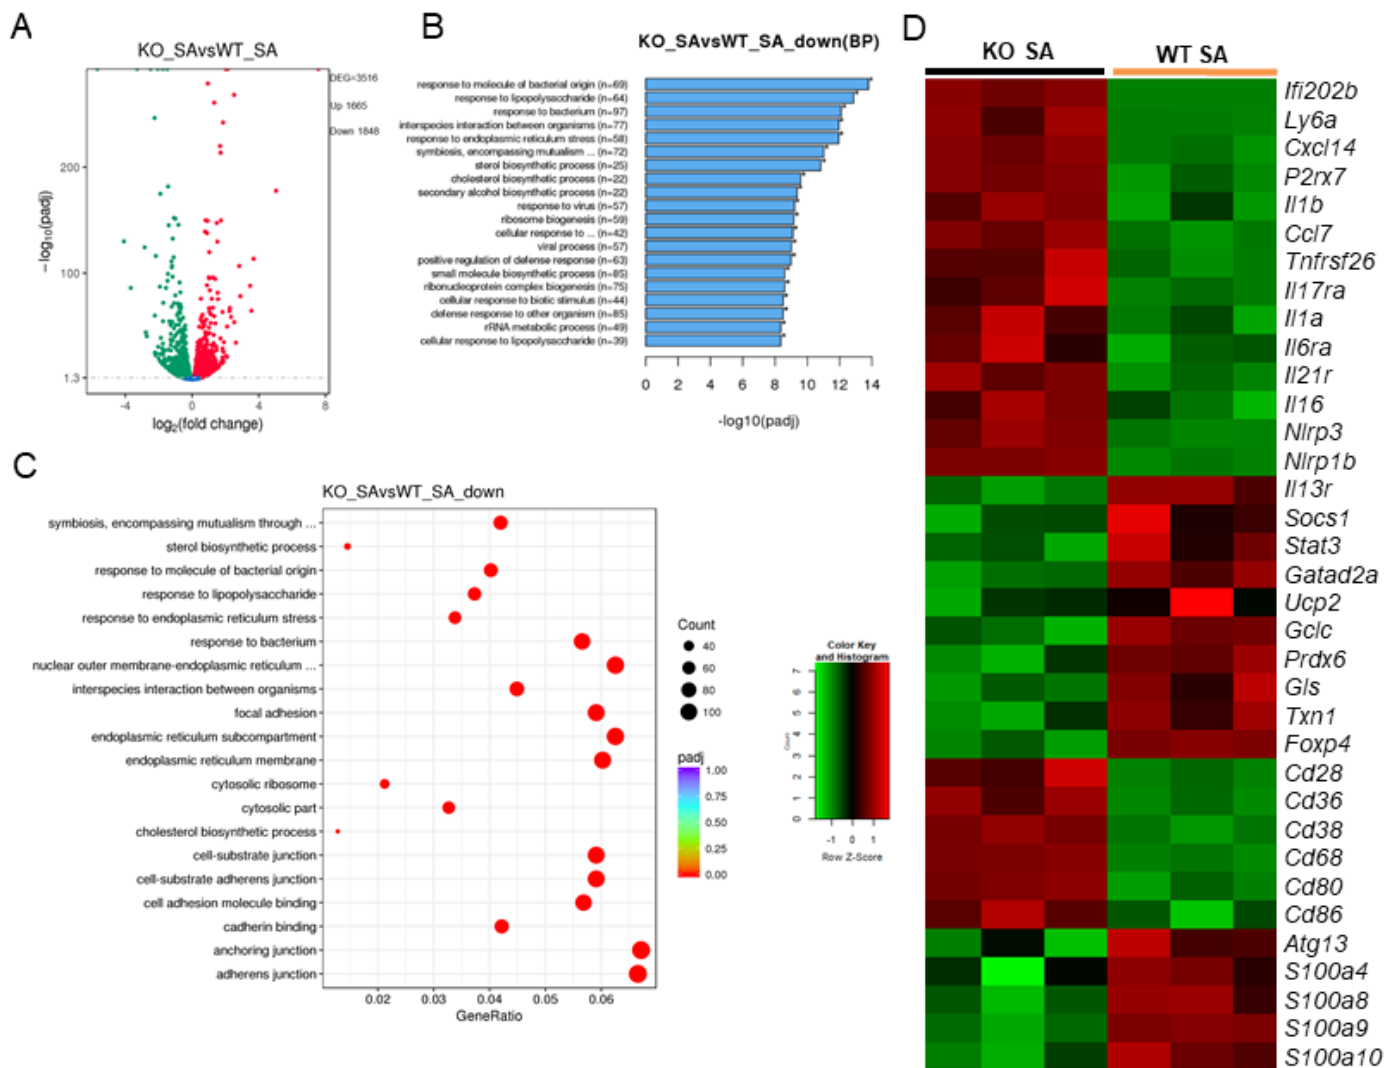 A
KO_SAvsWT_SA
DEG=3516
Up 1665
Down 1848
200
100
1.3
-4
0
4
8
−log10(padj)
log2(fold change)
B
KO_SAvsWT_SA_down(BP)
response to molecule of bacterial origin (n=69)
response to lipopolysaccharide (n=64)
response to bacterium (n=97)
interspecies interaction between organisms (n=77)
response to endoplasmic reticulum stress (n=58)
symbiosis, encompassing mutualism ... (n=72)
sterol biosynthetic process (n=25)
cholesterol biosynthetic process (n=22)
secondary alcohol biosynthetic process (n=22)
response to virus (n=57)
ribosome biogenesis (n=59)
cellular response to ... (n=42)
viral process (n=57)
positive regulation of defense response (n=63)
small molecule biosynthetic process (n=85)
ribonucleoprotein complex biogenesis (n=75)
cellular response to biotic stimulus (n=44)
defense response to other organism (n=85)
rRNA metabolic process (n=49)
cellular response to lipopolysaccharide (n=39)
0 2 4 6 8 10 12 14
-log10(padj)
C
KO_SAvsWT_SA_down
symbiosis, encompassing mutualism through ...
sterol biosynthetic process
response to molecule of bacterial origin
response to lipopolysaccharide
response to endoplasmic reticulum stress
response to bacterium
nuclear outer membrane-endoplasmic reticulum ...
interspecies interaction between organisms
focal adhesion
endoplasmic reticulum subcompartment
endoplasmic reticulum membrane
cytosolic ribosome
cytosolic part
cholesterol biosynthetic process
cell-substrate junction
cell-substrate adherens junction
cell adhesion molecule binding
cadherin binding
anchoring junction
adherens junction
0.02 0.03 0.04 0.05 0.06
GeneRatio
Count
40
60
80
100
padj
1.00
0.75
0.50
0.25
0.00
Color Key
and Histogram
Count
0 1 2 3 4 5 6 7
-1 0 1
Row Z-Score
D
KO SA
WT SA
Ifi202b
Ly6a
Cxcl14
P2rx7
Il1b
Ccl7
Tnfrsf26
Il17ra
Il1a
Il6ra
Il21r
Il16
Nlrp3
Nlrp1b
Il13r
Socs1
Stat3
Gatad2a
Ucp2
Gclc
Prdx6
Gls
Txn1
Foxp4
Cd28
Cd36
Cd38
Cd68
Cd80
Cd86
Atg13
S100a4
S100a8
S100a9
S100a10